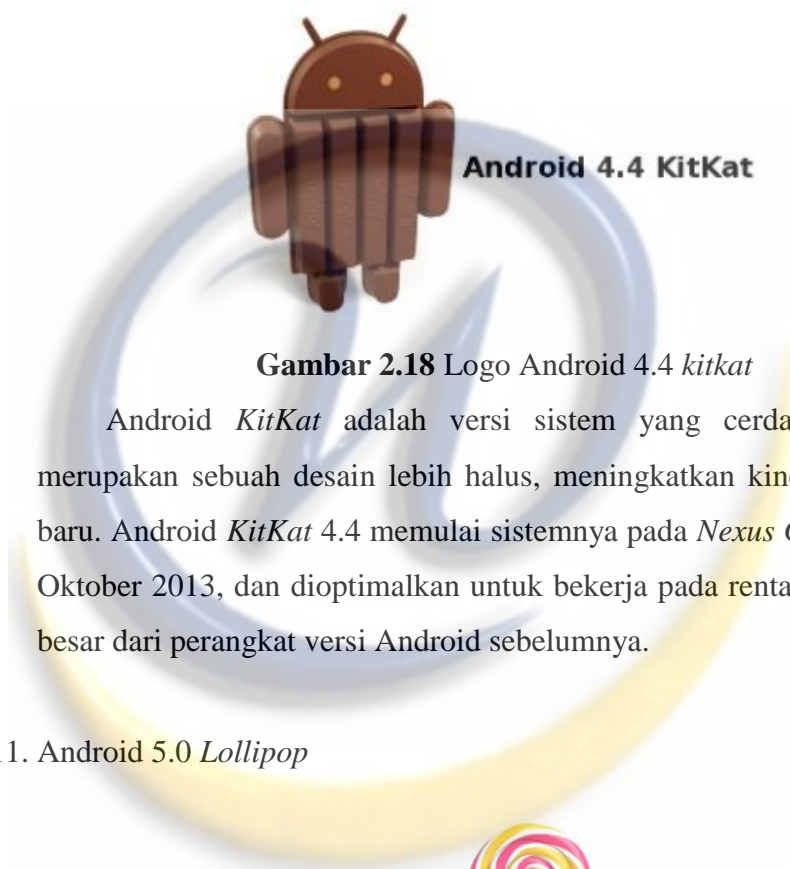 Android 4.4 KitKat
Gambar 2.18 Logo Android 4.4 kitkat
Android KitKat adalah versi sistem yang
merupakan sebuah desain lebih halus, meningkatkan
baru. Android KitKat 4.4 memulai sistemnya pada Nexus
Oktober 2013, dan dioptimalkan untuk bekerja pada
besar dari perangkat versi Android sebelumnya.
1. Android 5.0 Lollipop